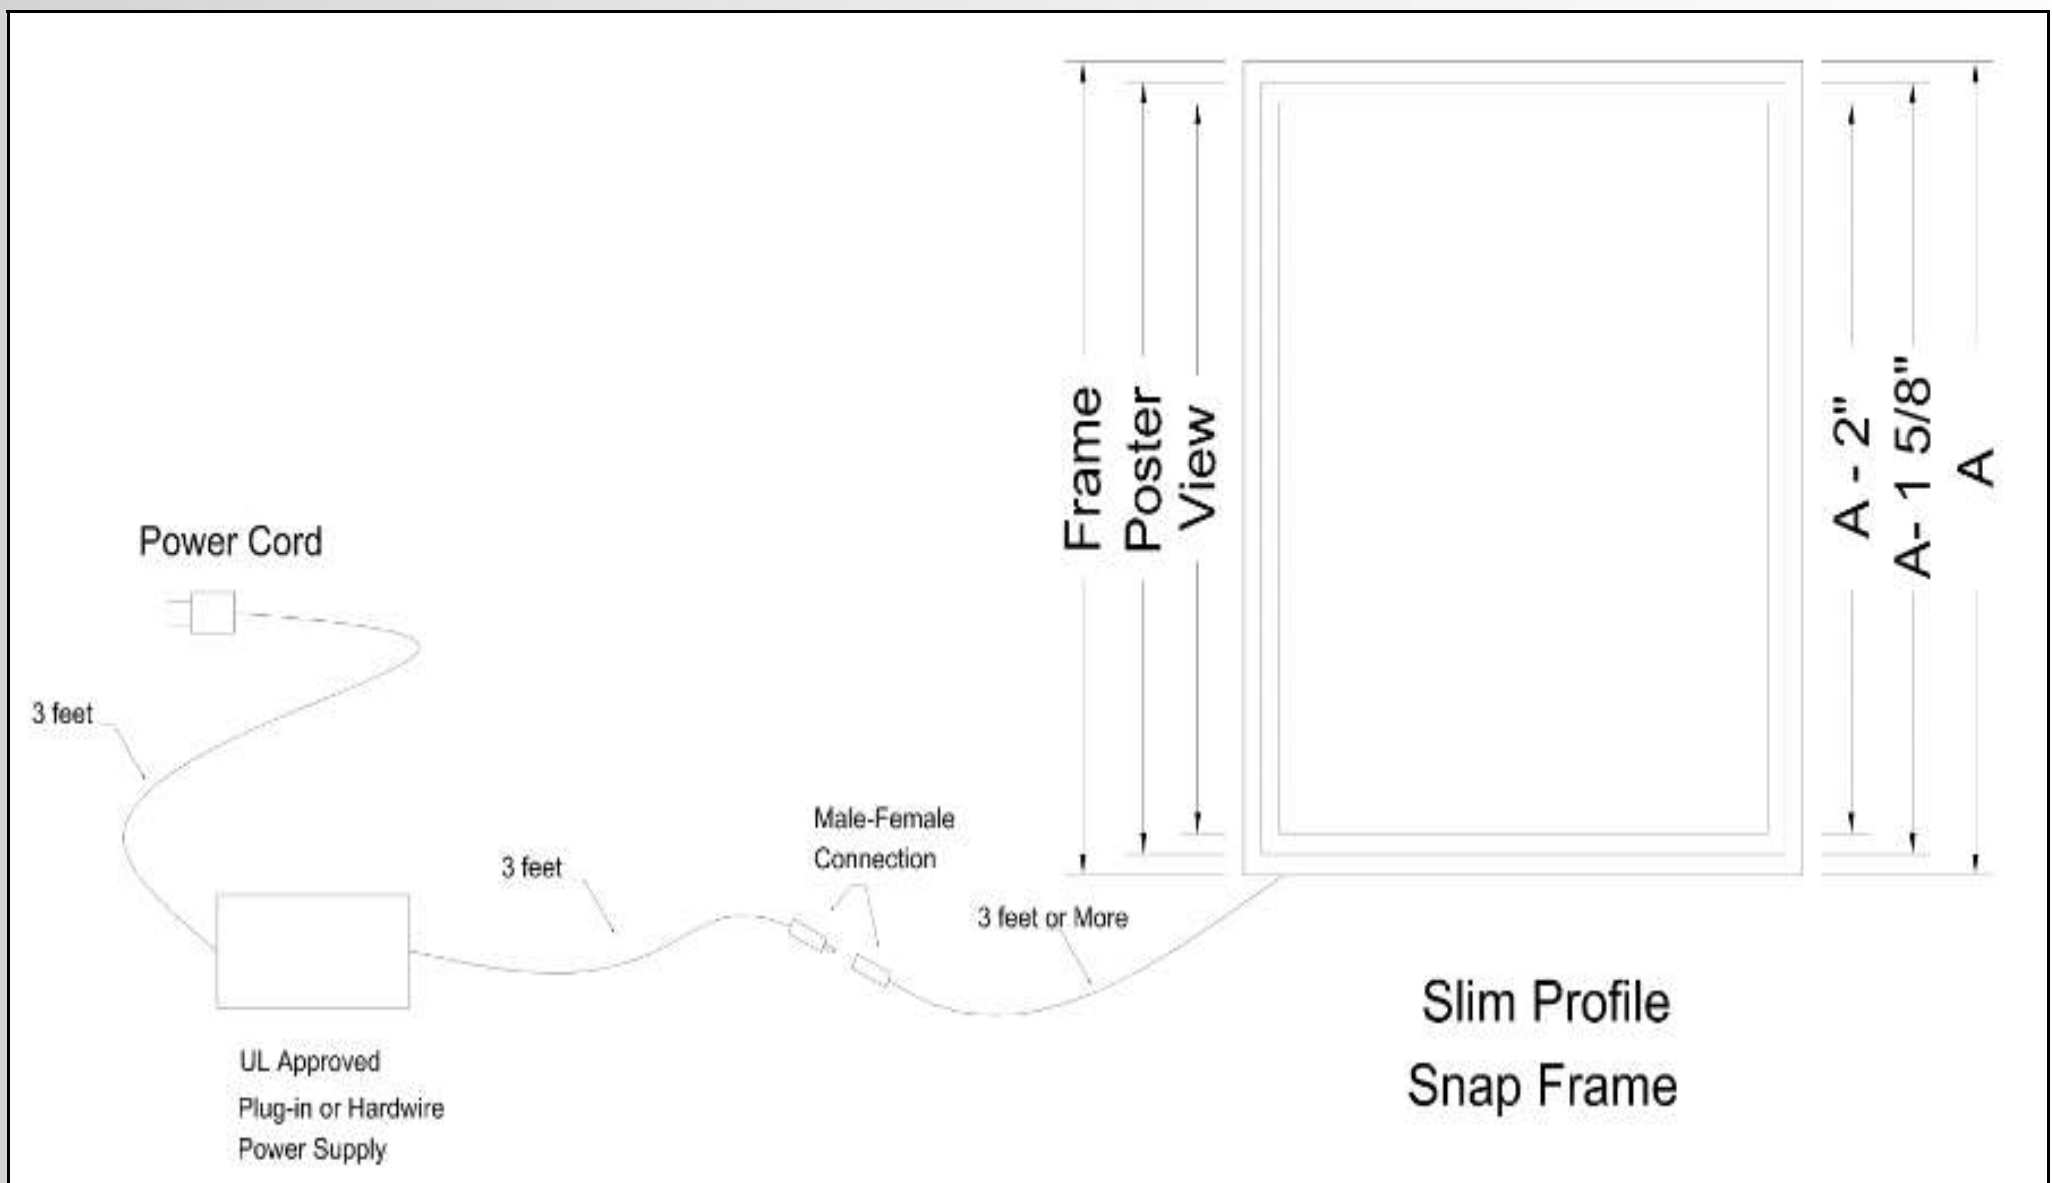 Frame
Poster
View
A - 2"
A- 1 5/8"
A
Power Cord
3 feet
3 feet
Male-Female
Connection
3 feet or More
UL Approved
Plug-in or Hardwire
Power Supply
Slim Profile
Snap Frame